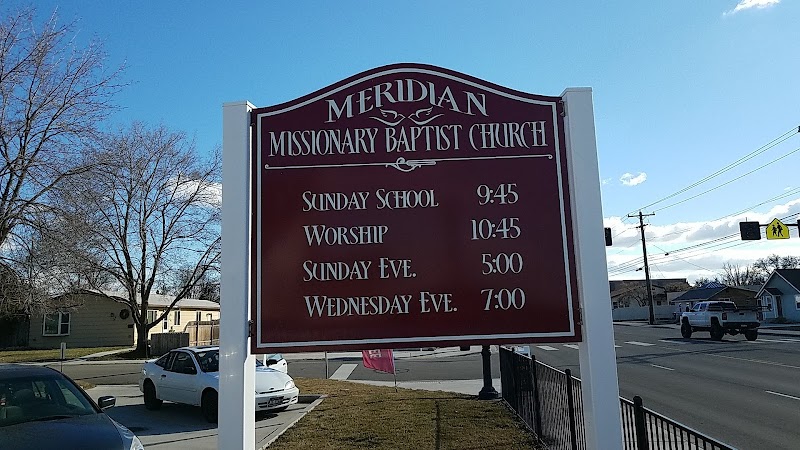 MERIDIAN
MISSIONARY BAPTIST CHURCH
SUNDAY SCHOOL 9:45
WORSHIP 10:45
SUNDAY EVE. 5:00
WEDNESDAY EVE. 7:00